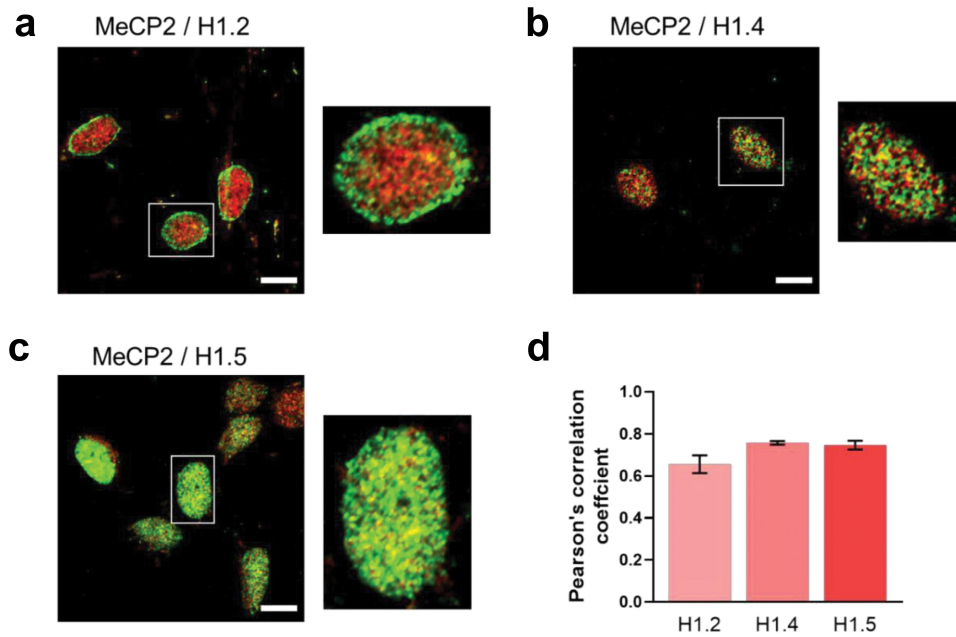 a
MeCP2 / H1.2
b
MeCP2 / H1.4
c
MeCP2 / H1.5
d
Pearson's correlation
coeffcient
1.0
0.8
0.6
0.4
0.2
0.0
H1.2 H1.4 H1.5